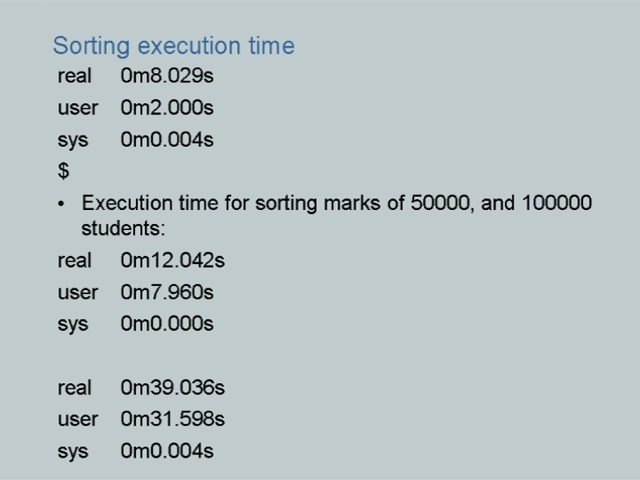 Sorting execution time
real 0m8.029s
user 0m2.000s
sys 0m0.004s
$
• Execution time for sorting marks of 50000, and 100000
students:
real 0m12.042s
user 0m7.960s
sys 0m0.000s
real 0m39.036s
user 0m31.598s
sys 0m0.004s